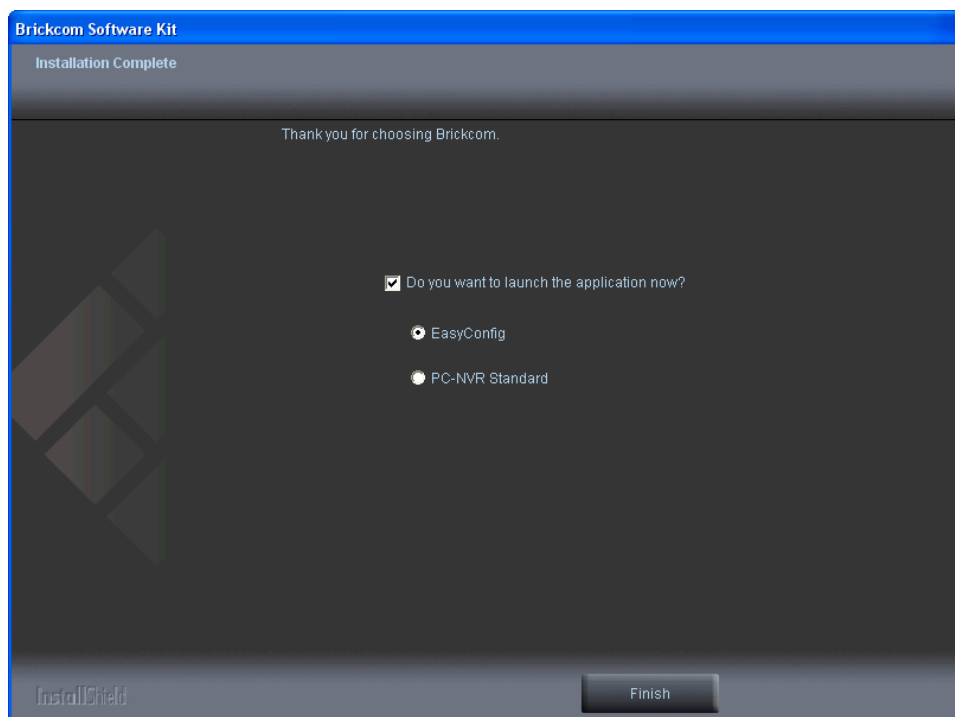 Brickcom Software Kit
Installation Complete
Thank you for choosing Brickcom.
Do you want to launch the application now?
EasyConfig
PC-NVR Standard
InstallShield
Finish